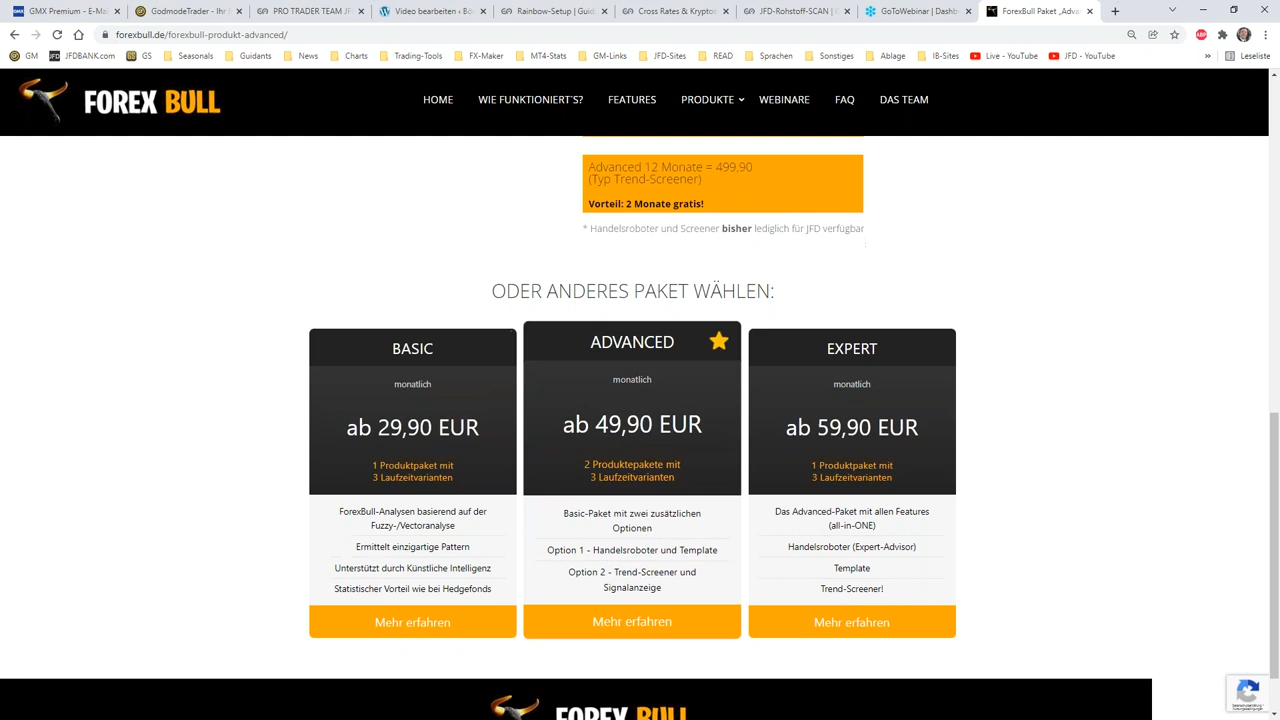 GMX Premium - E-Ma
GodmodeTrader - Ihr
PRO TRADER TEAM JF
Video bearbeiten ‹ Bö
Rainbow-Setup | Guid
Cross Rates & Krypto
JFD-Rohstoff-SCAN | G
GoToWebinar | Dashb
ForexBull Paket „Adva
forexbull.de/forexbull-produkt-advanced/
GM
JFDBANK.com
GS
Seasonals
Guidants
News
Charts
Trading-Tools
FX-Maker
MT4-Stats
GM-Links
JFD-Sites
READ
Sprachen
Sonstiges
Ablage
IB-Sites
Live - YouTube
JFD - YouTube
»
Leseliste
FOREX BULL
HOME
WIE FUNKTIONIERT`S?
FEATURES
PRODUKTE
WEBINARE
FAQ
DAS TEAM
Advanced 12 Monate = 499,90
(Typ Trend-Screener)
Vorteil: 2 Monate gratis!
* Handelsroboter und Screener bisher lediglich für JFD verfügbar
ODER ANDERES PAKET WÄHLEN:
BASIC
monatlich
ab 29,90 EUR
1 Produktpaket mit
3 Laufzeitvarianten
ForexBull-Analysen basierend auf der
Fuzzy-/Vectoranalyse
Ermittelt einzigartige Pattern
Unterstützt durch Künstliche Intelligenz
Statistischer Vorteil wie bei Hedgefonds
Mehr erfahren
ADVANCED
monatlich
ab 49,90 EUR
2 Produktepakete mit
3 Laufzeitvarianten
Basic-Paket mit zwei zusätzlichen
Optionen
Option 1 - Handelsroboter und Template
Option 2 - Trend-Screener und
Signalanzeige
Mehr erfahren
EXPERT
monatlich
ab 59,90 EUR
1 Produktpaket mit
3 Laufzeitvarianten
Das Advanced-Paket mit allen Features
(all-in-ONE)
Handelsroboter (Expert-Advisor)
Template
Trend-Screener!
Mehr erfahren
FOREX BULL